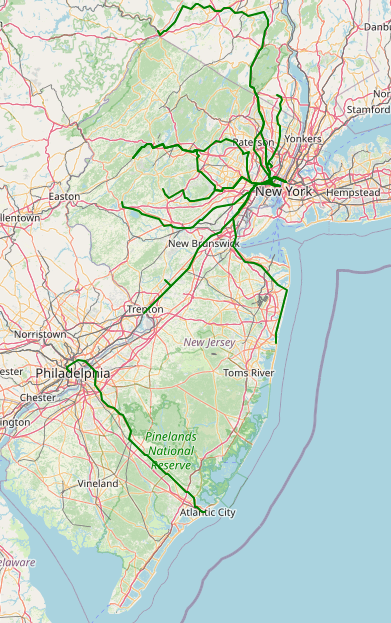 Danbu
Nor
Stamford
Paterson
Yonkers
Easton
New York
Hempstead
llentown
New Brunswick
Trenton
Norristown
New Jersey
ester
Philadelphia
Toms River
Chester
ington
Pinelands
National
Reserve
Vineland
Atlantic City
elaware